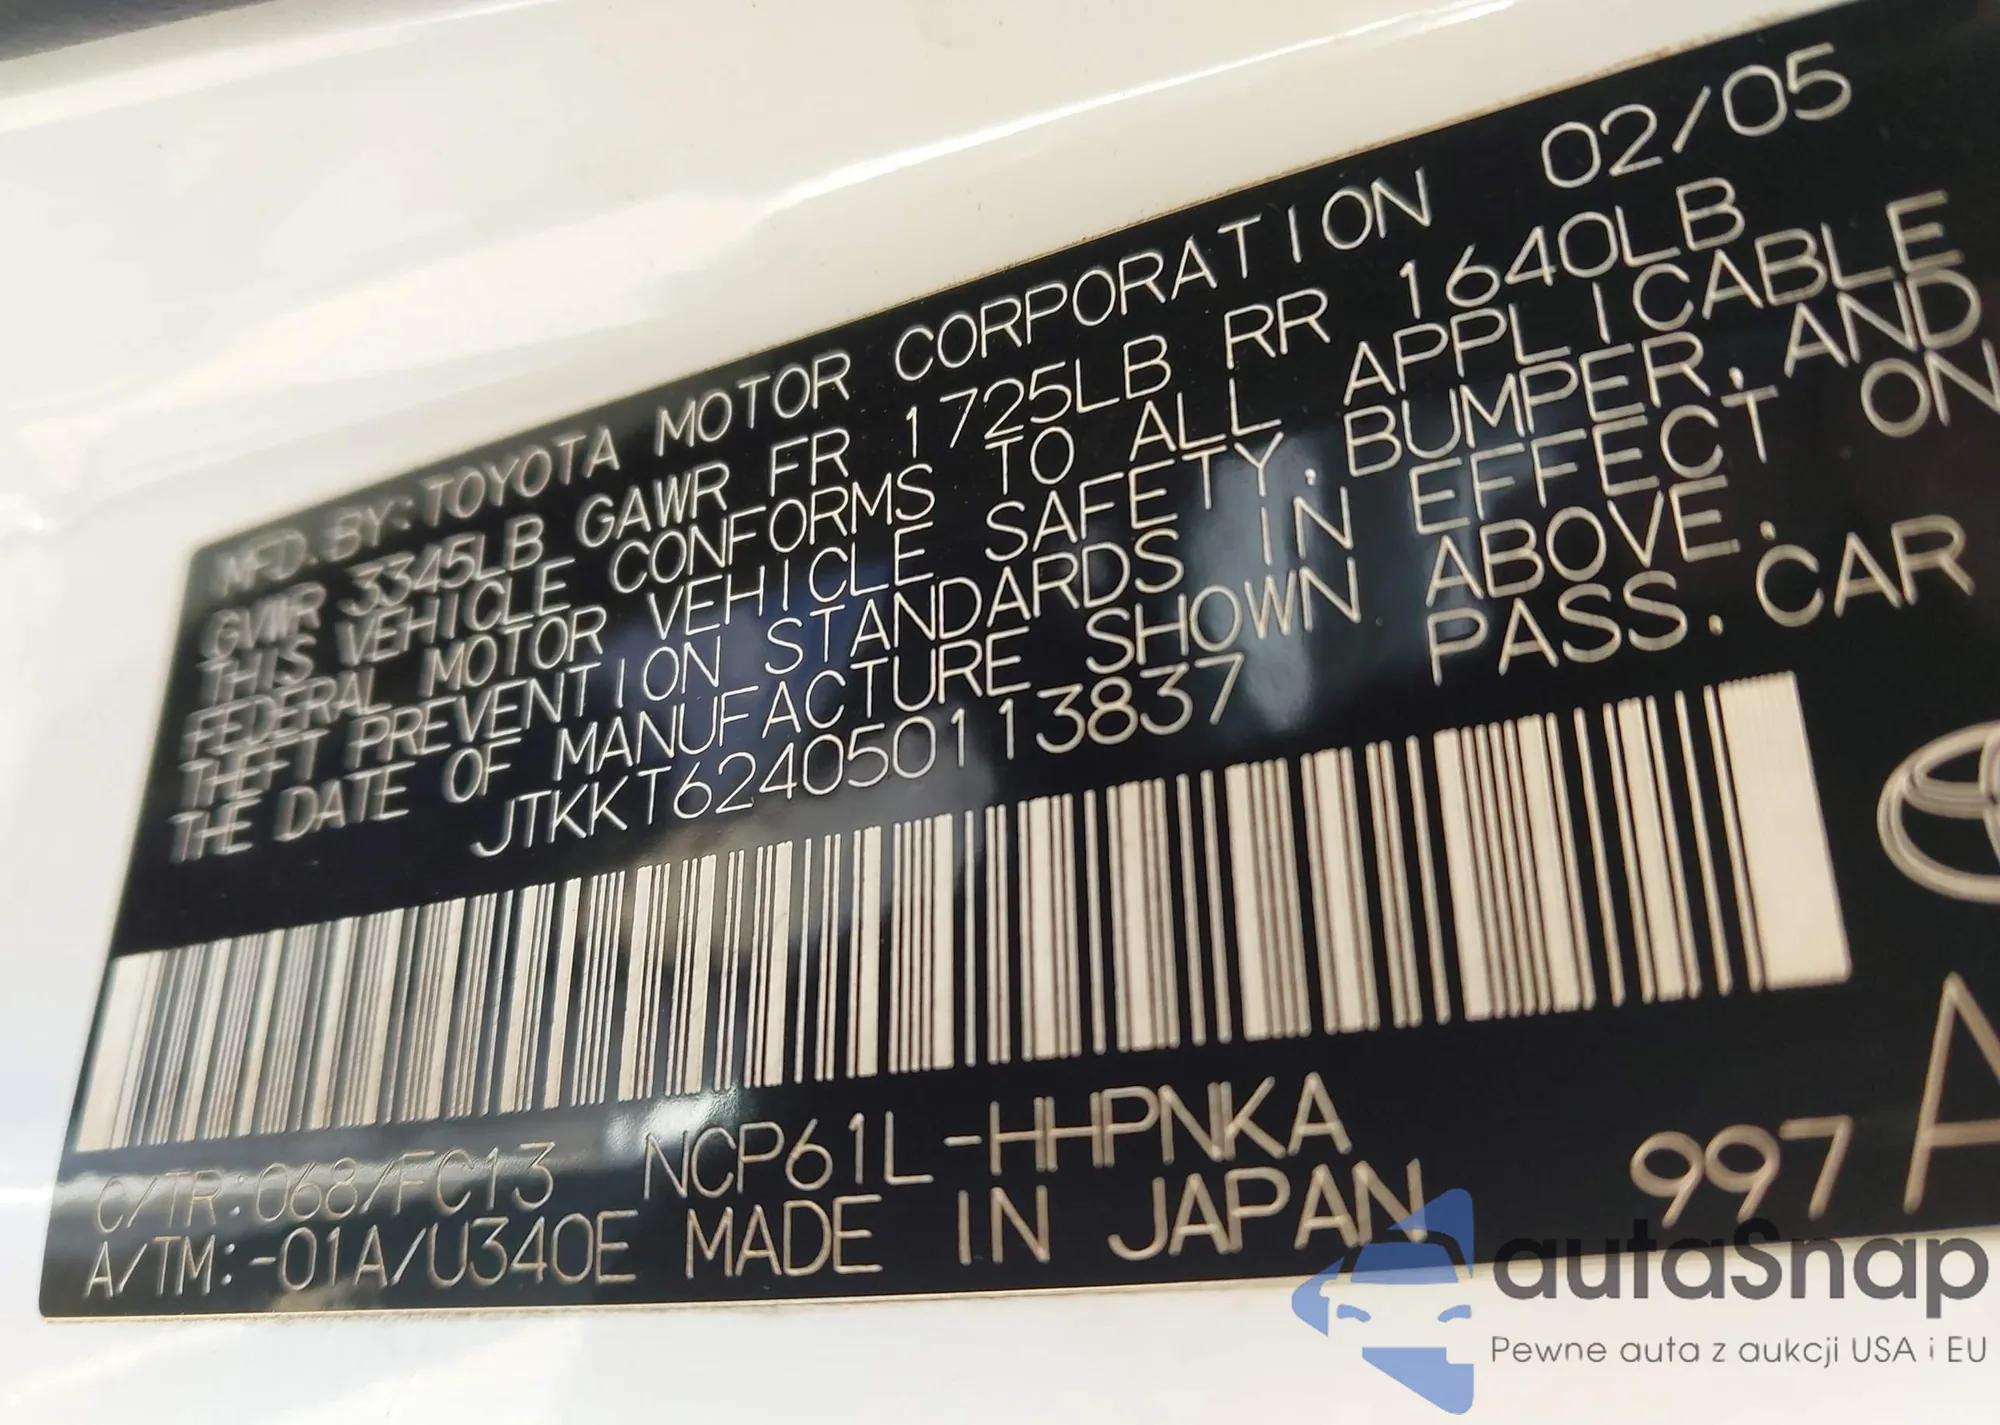 MFD. BY: TOYOTA MOTOR CORPORATION 02/05
GVWR 3345LB GAWR FR 1725LB RR 1640LB
THIS VEHICLE CONFORMS TO ALL APPLICABLE
FEDERAL MOTOR VEHICLE SAFETY, BUMPER, AND
THEFT PREVENTION STANDARDS IN EFFECT ON
THE DATE OF MANUFACTURE SHOWN ABOVE.
JTKKT624050113837 PASS. CAR
C/TR:068/FC13 NCP61L-HHPNKA
A/TM:-01A/U340E MADE IN JAPAN 997 A
autaSnap
Pewne auta z aukcji USA i EU